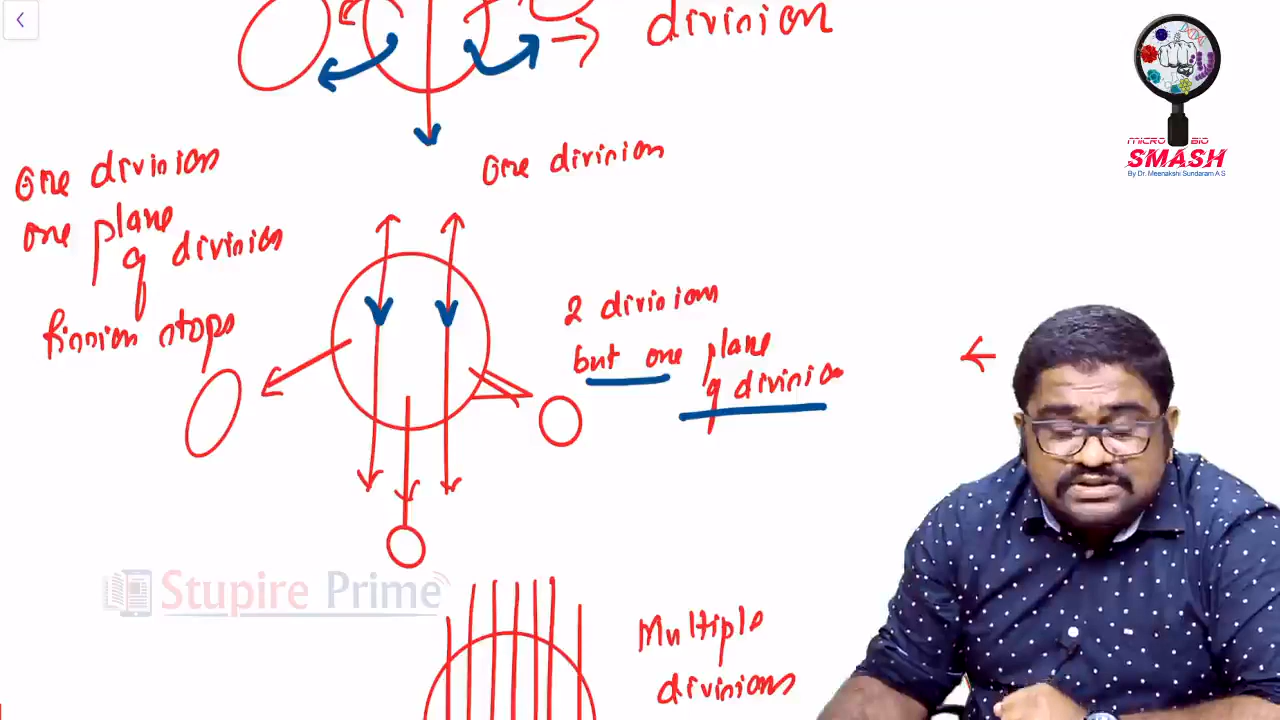 division
one division
one plane
of division
fission stops
one division
2 divisions
but one plane
of division
Multiple
divisions
MICRO BIO
SMASH
By Dr. Meenakshi Sundaram A S
Stupire Prime